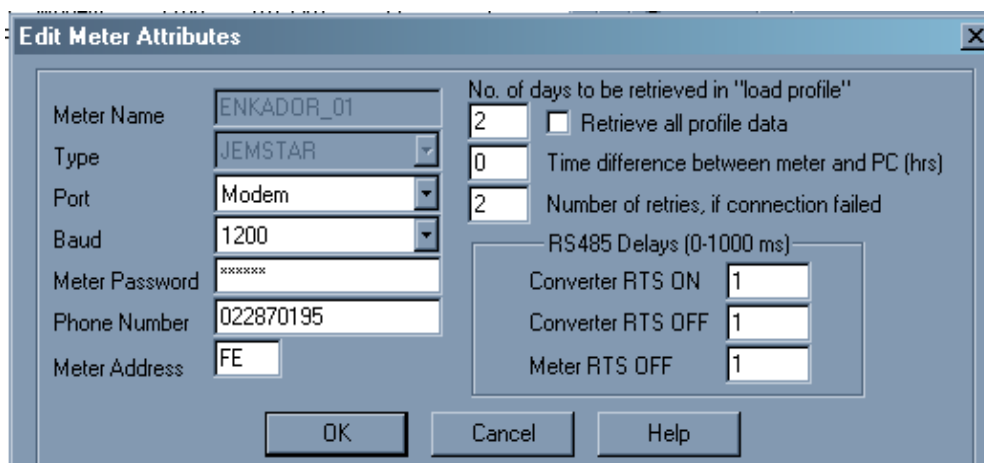 Edit Meter Attributes
Meter Name ENKADOR_01
Type JEMSTAR
Port Modem
Baud 1200
Meter Password ××××××
Phone Number 022870195
Meter Address FE
No. of days to be retrieved in "load profile"
2 Retrieve all profile data
0 Time difference between meter and PC (hrs)
2 Number of retries, if connection failed
RS485 Delays (0-1000 ms)
Converter RTS ON 1
Converter RTS OFF 1
Meter RTS OFF 1
OK Cancel Help